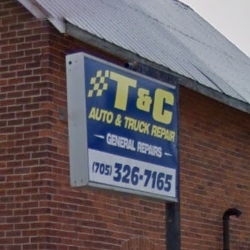 T&C
AUTO & TRUCK REPAIR
GENERAL REPAIRS
(705) 326-7165